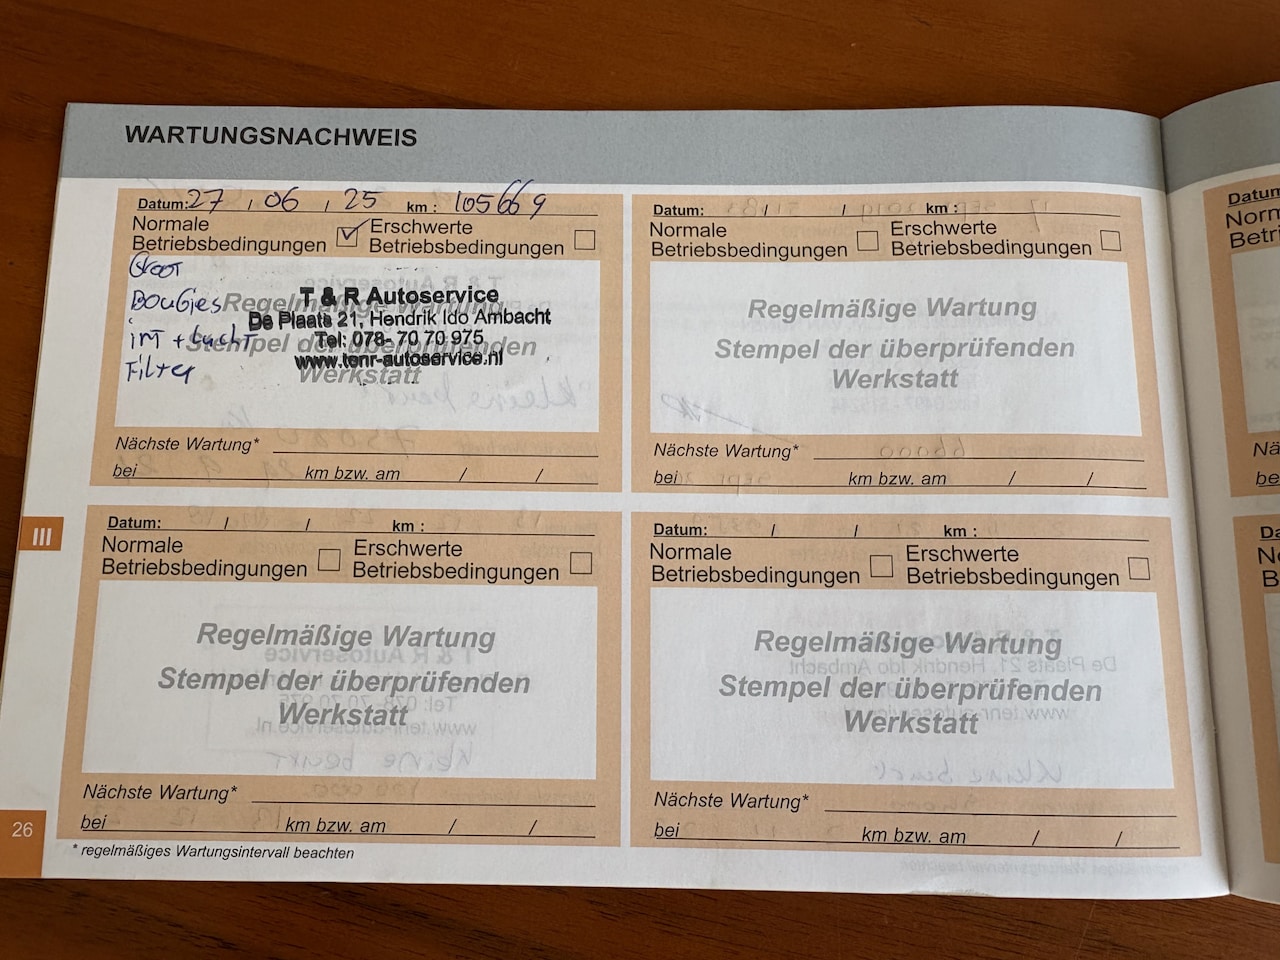 WARTUNGSNACHWEIS
Datum: 27 / 06 / 25 km : 105669
Normale Betriebsbedingungen ✓ Erschwerte Betriebsbedingungen
Groot
Bougies
int + Lucht
Filter
Regelmäßige Wartung
Stempel der überprüfenden
Werkstatt
T & R Autoservice
De Plaats 21, Hendrik Ido Ambacht
Tel: 078- 70 70 975
www.tenr-autoservice.nl
Nächste Wartung*
bei km bzw. am / /
Datum: / / km :
Normale Betriebsbedingungen Erschwerte Betriebsbedingungen
Regelmäßige Wartung
Stempel der überprüfenden
Werkstatt
Nächste Wartung*
bei km bzw. am / /
III
Datum: / / km :
Normale Betriebsbedingungen Erschwerte Betriebsbedingungen
Regelmäßige Wartung
Stempel der überprüfenden
Werkstatt
Nächste Wartung*
bei km bzw. am / /
Datum: / / km :
Normale Betriebsbedingungen Erschwerte Betriebsbedingungen
Regelmäßige Wartung
Stempel der überprüfenden
Werkstatt
Nächste Wartung*
bei km bzw. am / /
26
* regelmäßiges Wartungsintervall beachten